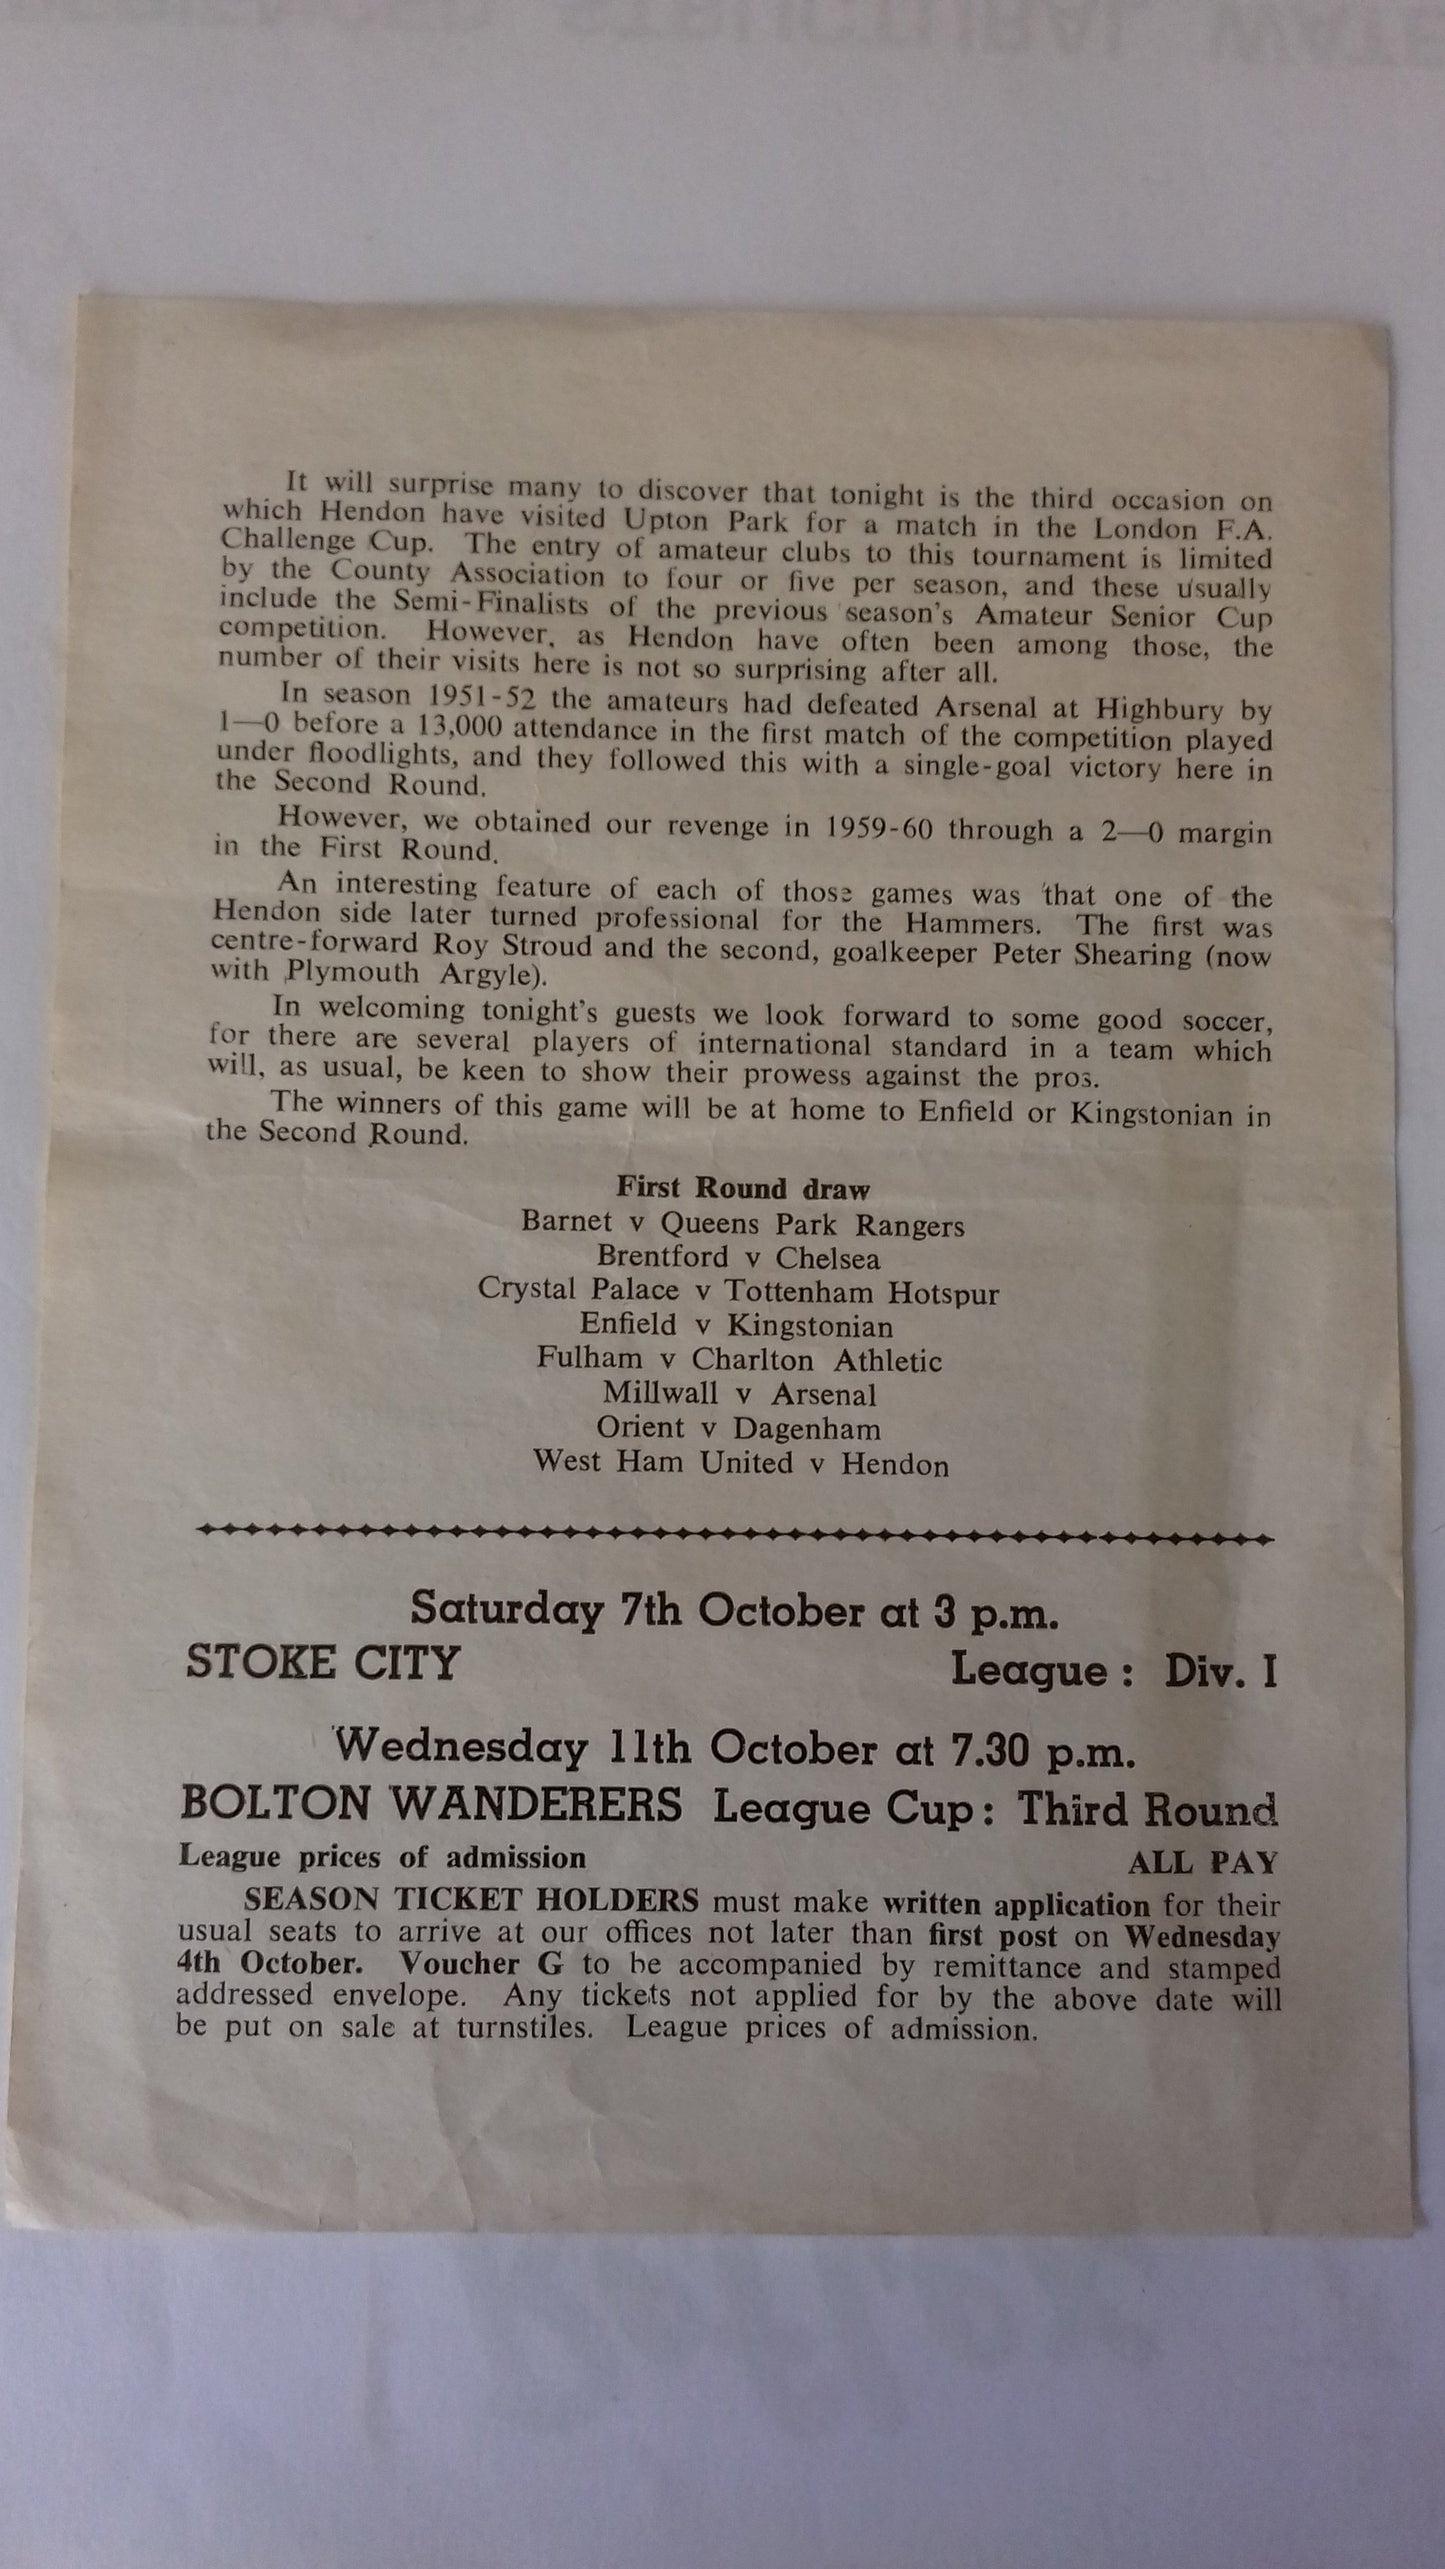 It will surprise many to discover that tonight is the third occasion on
which Hendon have visited Upton Park for a match in the London F.A.
Challenge Cup. The entry of amateur clubs to this tournament is limited
by the County Association to four or five per season, and these usually
include the Semi-Finalists of the previous season's Amateur Senior Cup
competition. However, as Hendon have often been among those, the
number of their visits here is not so surprising after all.
In season 1951-52 the amateurs had defeated Arsenal at Highbury by
1—0 before a 13,000 attendance in the first match of the competition played
under floodlights, and they followed this with a single-goal victory here in
the Second Round.
However, we obtained our revenge in 1959-60 through a 2—0 margin
in the First Round.
An interesting feature of each of those games was that one of the
Hendon side later turned professional for the Hammers. The first was
centre-forward Roy Stroud and the second, goalkeeper Peter Shearing (now
with Plymouth Argyle).
In welcoming tonight's guests we look forward to some good soccer,
for there are several players of international standard in a team which
will, as usual, be keen to show their prowess against the pros.
The winners of this game will be at home to Enfield or Kingstonian in
the Second Round.
First Round draw
Barnet v Queens Park Rangers
Brentford v Chelsea
Crystal Palace v Tottenham Hotspur
Enfield v Kingstonian
Fulham v Charlton Athletic
Millwall v Arsenal
Orient v Dagenham
West Ham United v Hendon
Saturday 7th October at 3 p.m.
STOKE CITY League : Div. I
Wednesday 11th October at 7.30 p.m.
BOLTON WANDERERS League Cup : Third Round
League prices of admission ALL PAY
SEASON TICKET HOLDERS must make written application for their
usual seats to arrive at our offices not later than first post on Wednesday
4th October. Voucher G to be accompanied by remittance and stamped
addressed envelope. Any tickets not applied for by the above date will
be put on sale at turnstiles. League prices of admission.